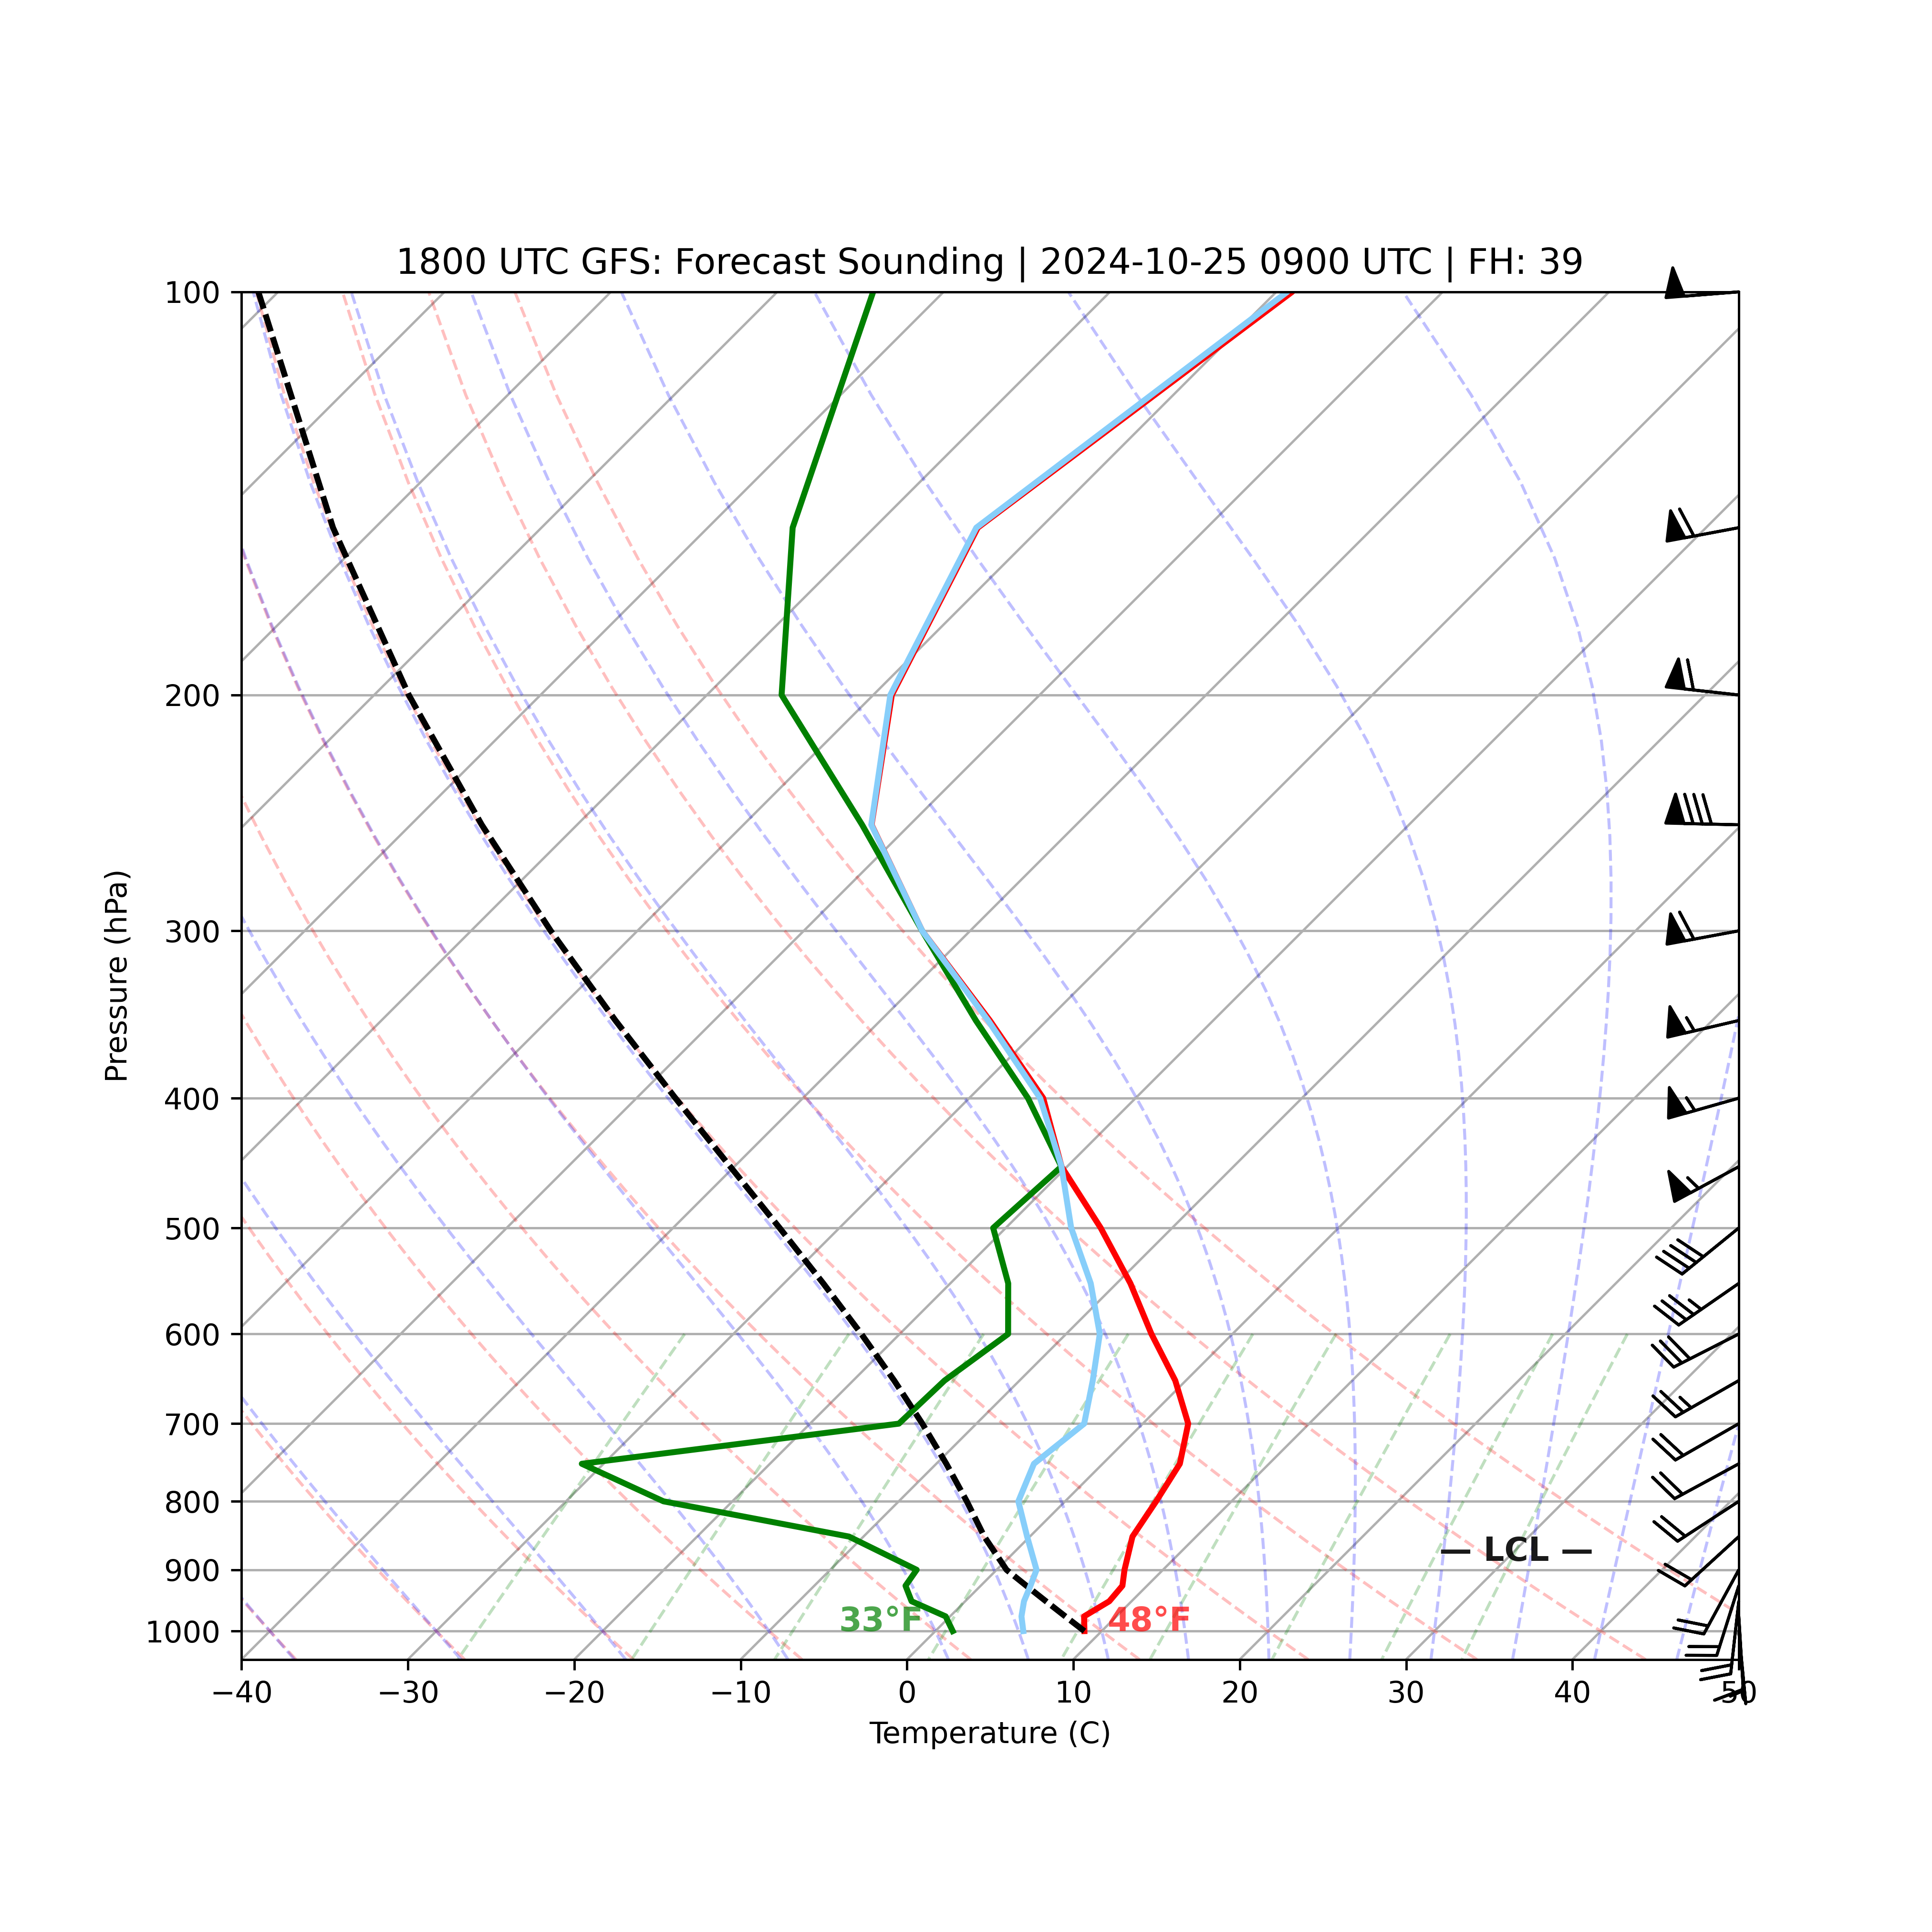 1800 UTC GFS: Forecast Sounding | 2024-10-25 0900 UTC | FH: 39
100
200
300
400
500
600
700
800
900
1000
Pressure (hPa)
— LCL —
33°F
48°F
−40 −30 −20 −10 0 10 20 30 40 50
Temperature (C)